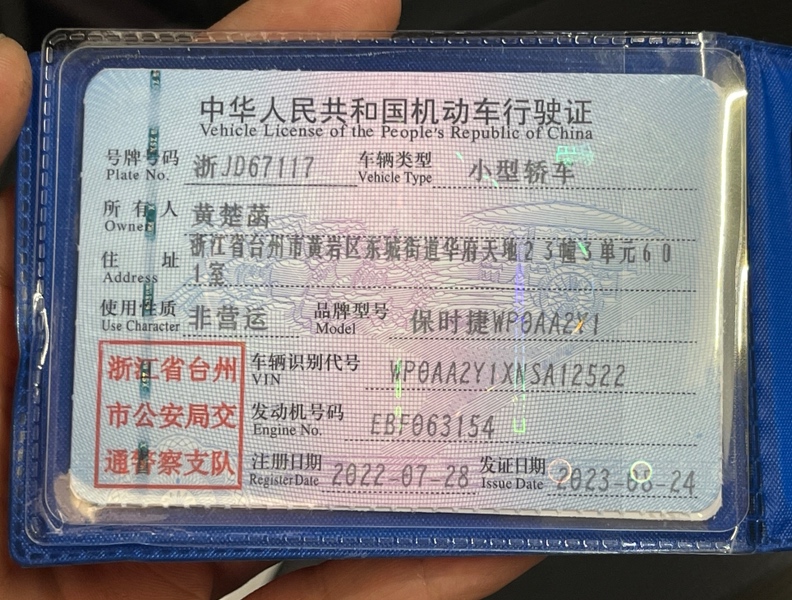 中华人民共和国机动车行驶证
Vehicle License of the People's Republic of China
号牌号码 浙JD67117 车辆类型 小型轿车
Plate No. Vehicle Type
所有人 黄楚菡
Owner
浙江省台州市黄岩区东城街道华府天地23幢3单元60
住址 1室
Address
使用性质 非营运 品牌型号 保时捷WP0AA2Y1
Use Character Model
浙江省台州 车辆识别代号 WP0AA2Y1XNSA12522
VIN
市公安局交 发动机号码 EBF063154
Engine No.
通警察支队 注册日期 2022-07-28 发证日期 2023-08-24
Register Date Issue Date